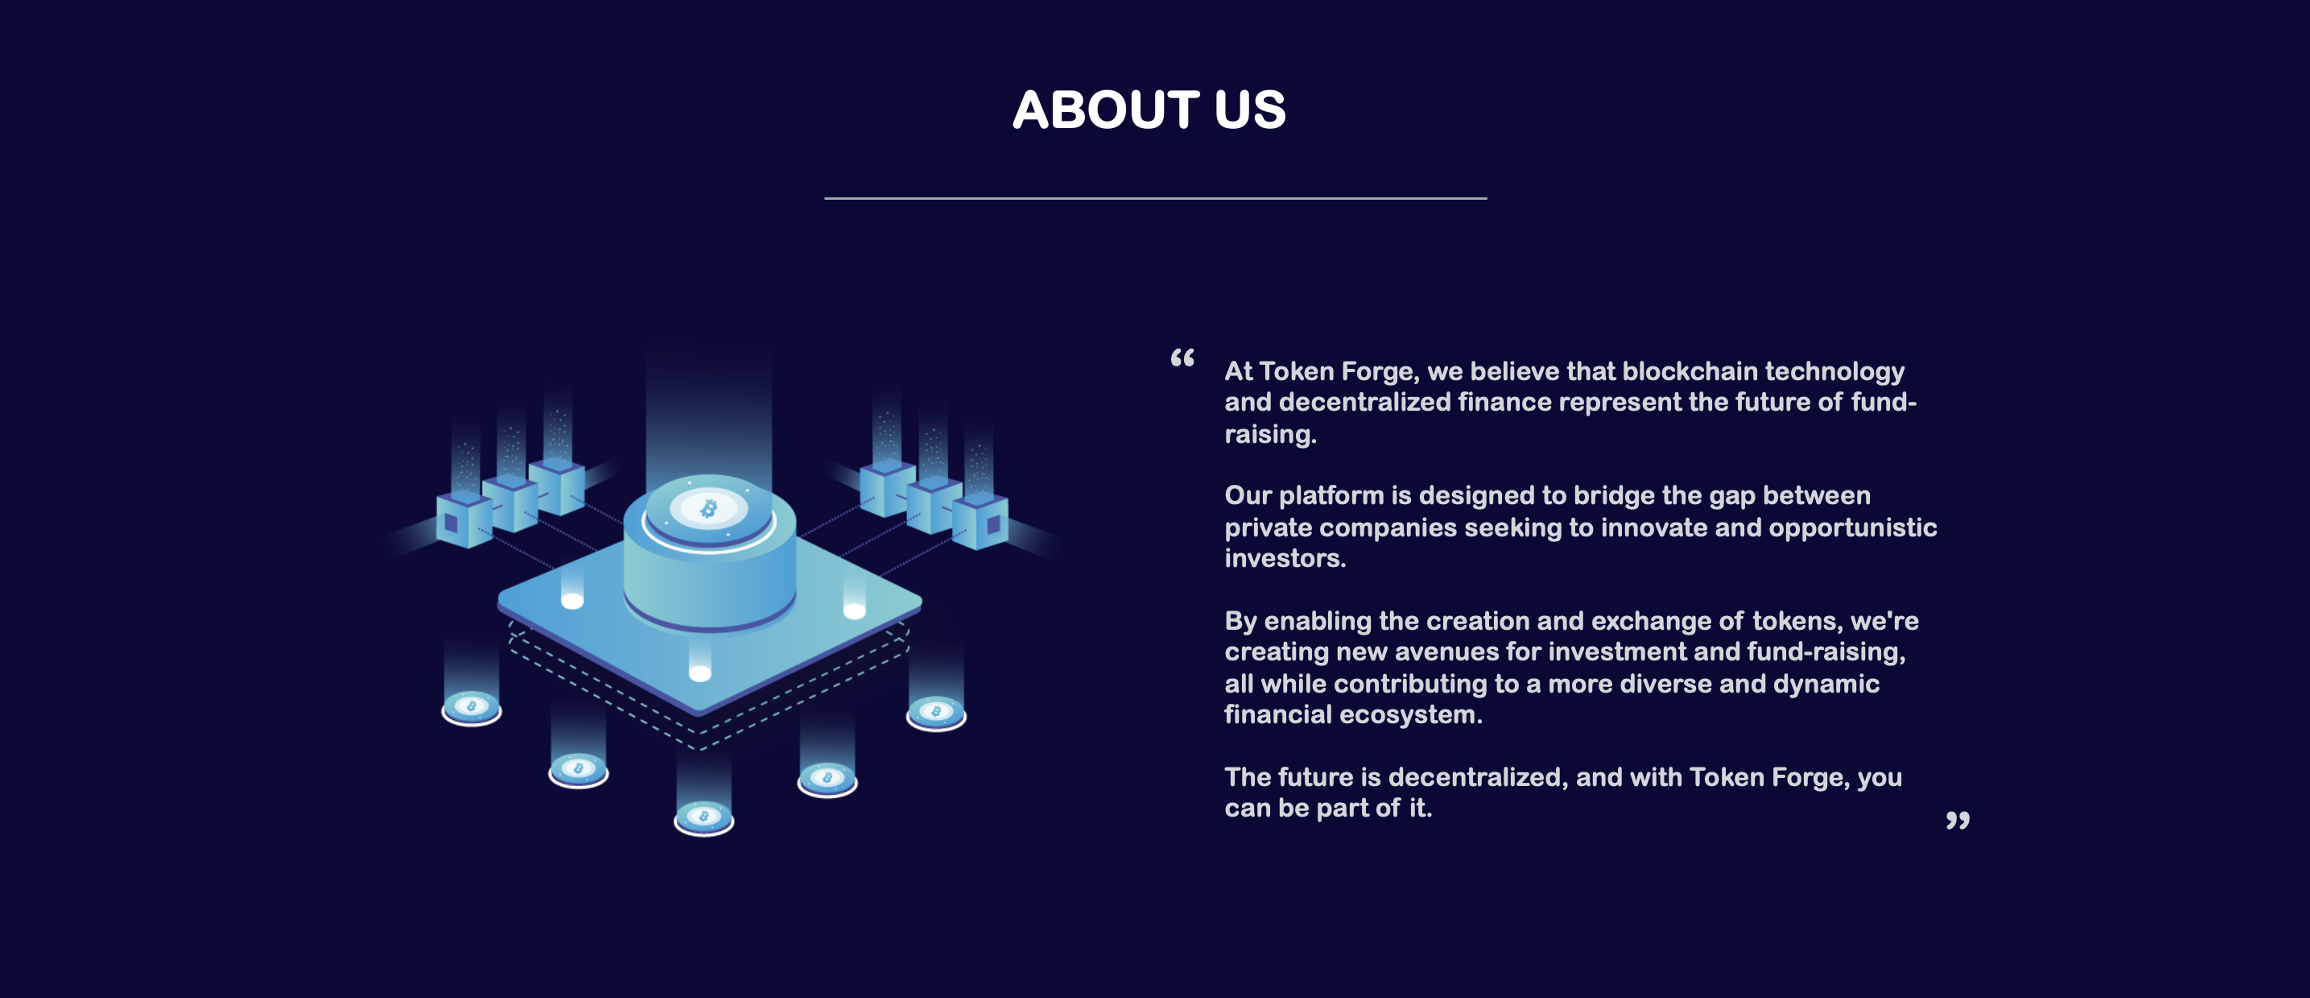 ABOUT US
“
At Token Forge, we believe that blockchain technology
and decentralized finance represent the future of fund-
raising.
Our platform is designed to bridge the gap between
private companies seeking to innovate and opportunistic
investors.
By enabling the creation and exchange of tokens, we're
creating new avenues for investment and fund-raising,
all while contributing to a more diverse and dynamic
financial ecosystem.
The future is decentralized, and with Token Forge, you
can be part of it.
”